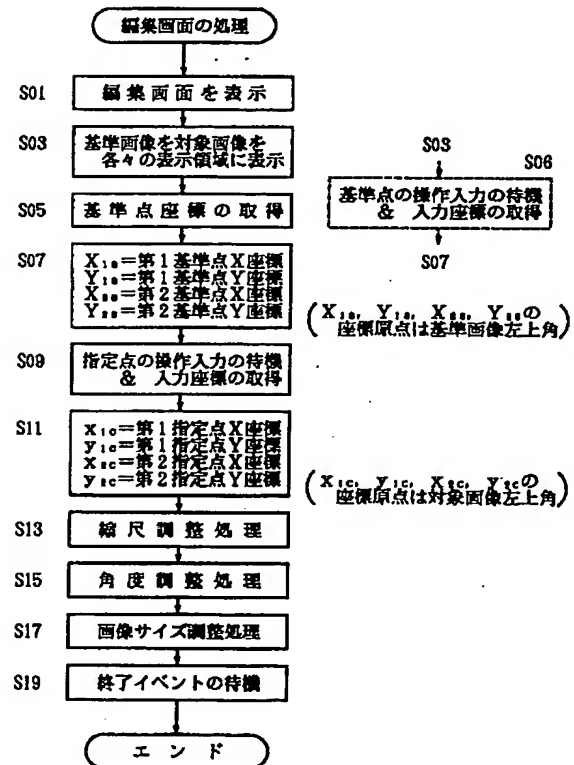 編集画面の処理
S01
編集画面を表示
S03
基準画像を対象画像を
各々の表示領域に表示
S05
基準点座標の取得
S07
X1s=第1基準点X座標
Y1s=第1基準点Y座標
X2s=第2基準点X座標
Y2s=第2基準点Y座標
S09
指定点の操作入力の待機
& 入力座標の取得
S11
x1c=第1指定点X座標
y1c=第1指定点Y座標
x2c=第2指定点X座標
y2c=第2指定点Y座標
S13
縮尺調整処理
S15
角度調整処理
S17
画像サイズ調整処理
S19
終了イベントの待機
エンド
S03
S06
基準点の操作入力の待機
& 入力座標の取得
S07
(X1s, Y1s, X2s, Y2sの
座標原点は基準画像左上角)
(x1c, y1c, x2c, y2cの
座標原点は対象画像左上角)